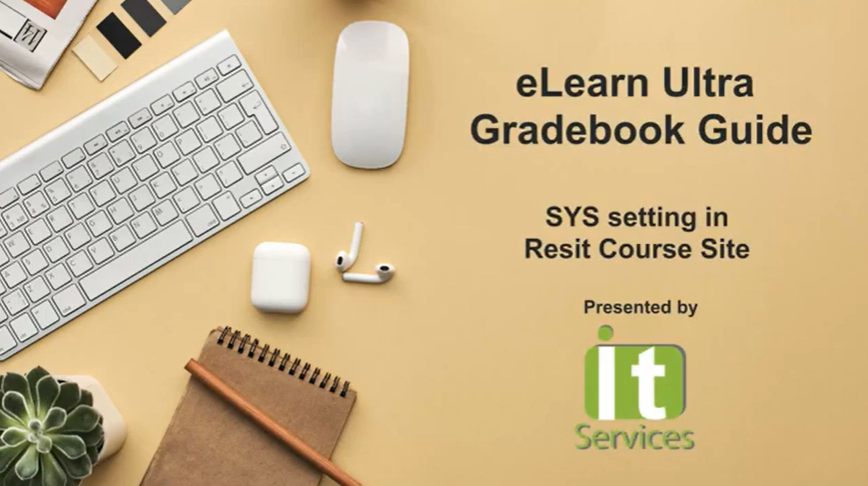 eLearn Ultra
Gradebook Guide
SYS setting in
Resit Course Site
Presented by
it
Services